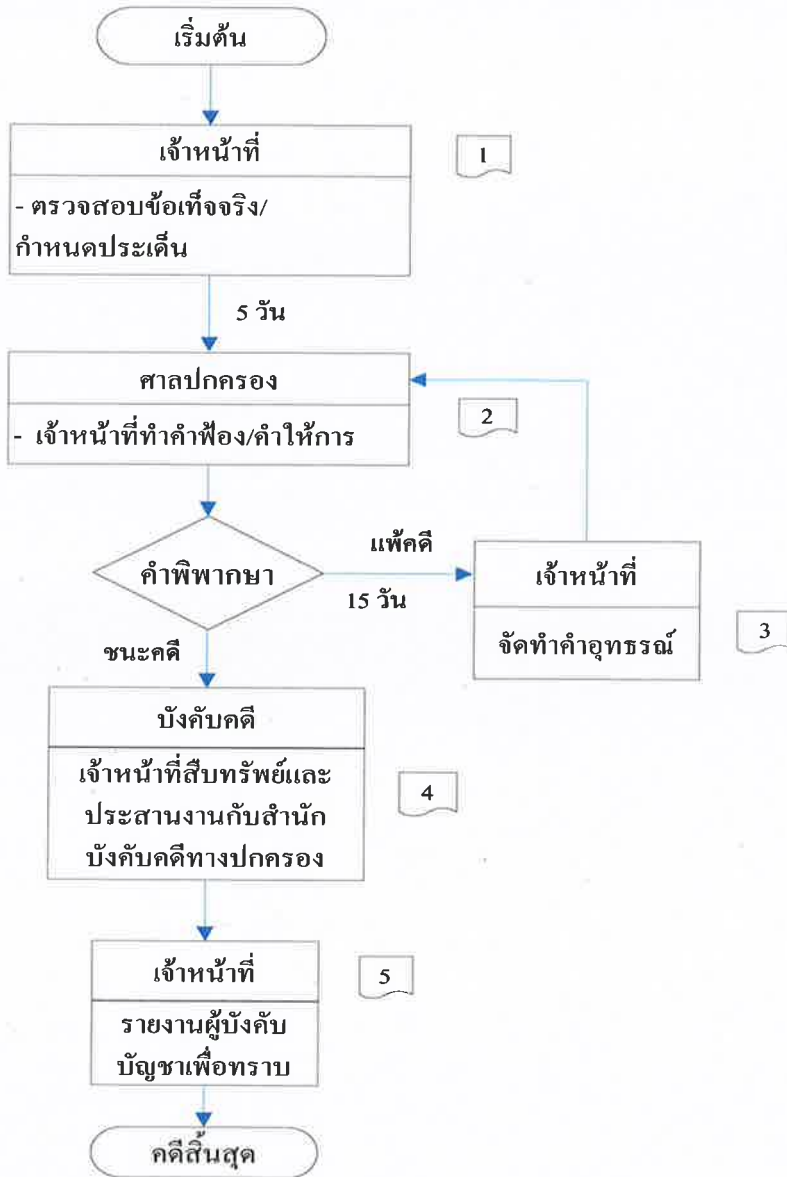 เริ่มต้น
เจ้าหน้าที่
1
- ตรวจสอบข้อเท็จจริง/
กำหนดประเด็น
5 วัน
ศาลปกครอง
2
- เจ้าหน้าที่ทำคำฟ้อง/คำให้การ
คำพิพากษา
แพ้คดี
15 วัน
เจ้าหน้าที่
จัดทำคำอุทธรณ์
3
ชนะคดี
บังคับคดี
เจ้าหน้าที่สืบทรัพย์และ
ประสานงานกับสำนัก
บังคับคดีทางปกครอง
4
เจ้าหน้าที่
5
รายงานผู้บังคับ
บัญชาเพื่อทราบ
คดีสิ้นสุด